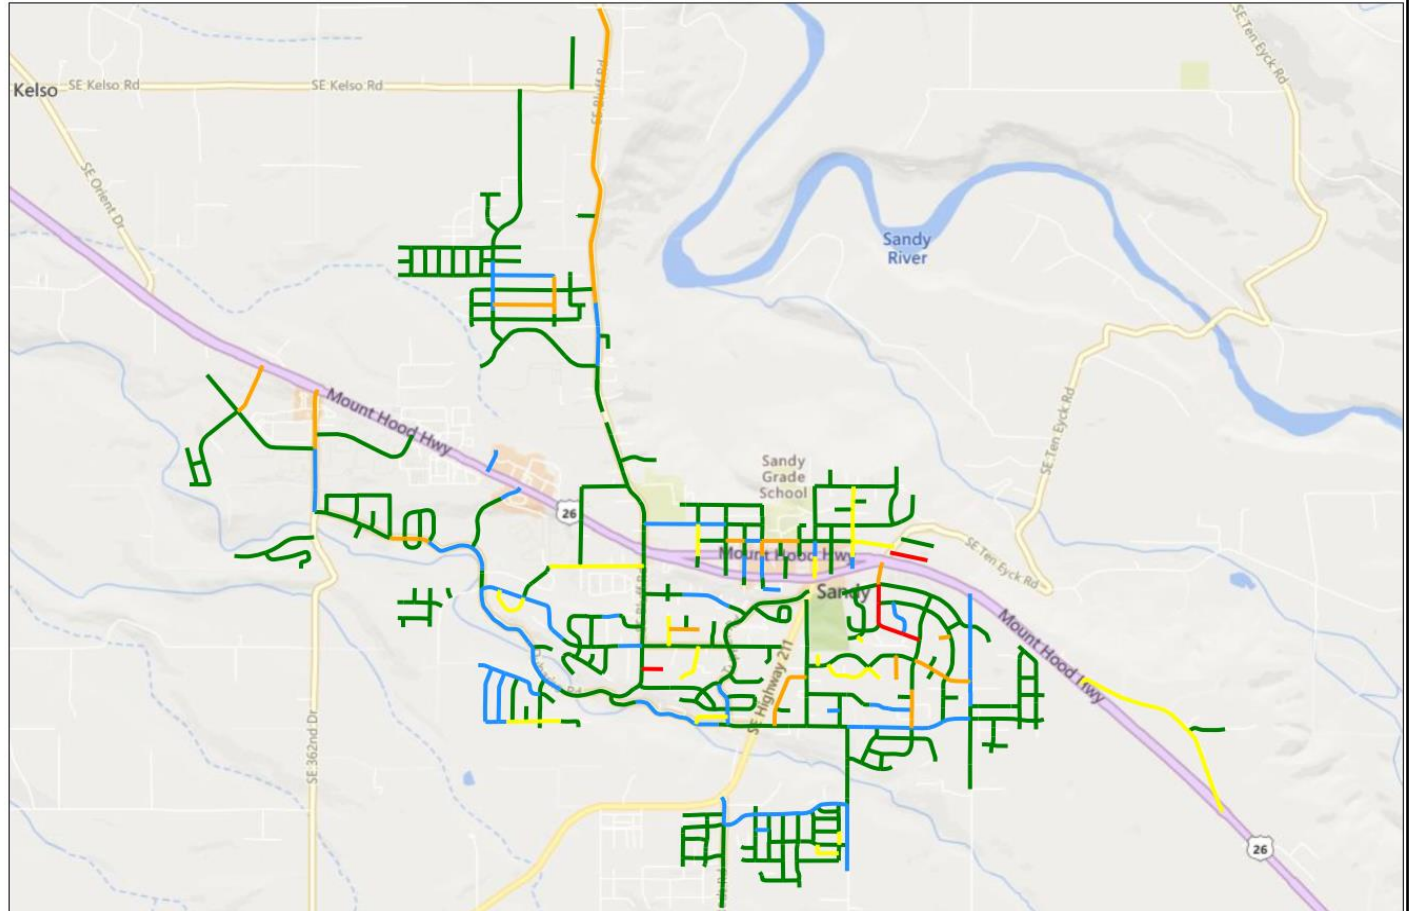 SE Ten Eyck Rd
Kelso
SE Kelso Rd
SE Kelso Rd
SE Bluff Rd
SE Orient Dr
Sandy
River
Mount Hood Hwy
SE Ten Eyck Rd
Sandy
Grade
School
26
Mount Hood Hwy
SE Ten Eyck Rd
Sandy
Mount Hood Hwy
SE Highway 211
SE 362nd Dr
26